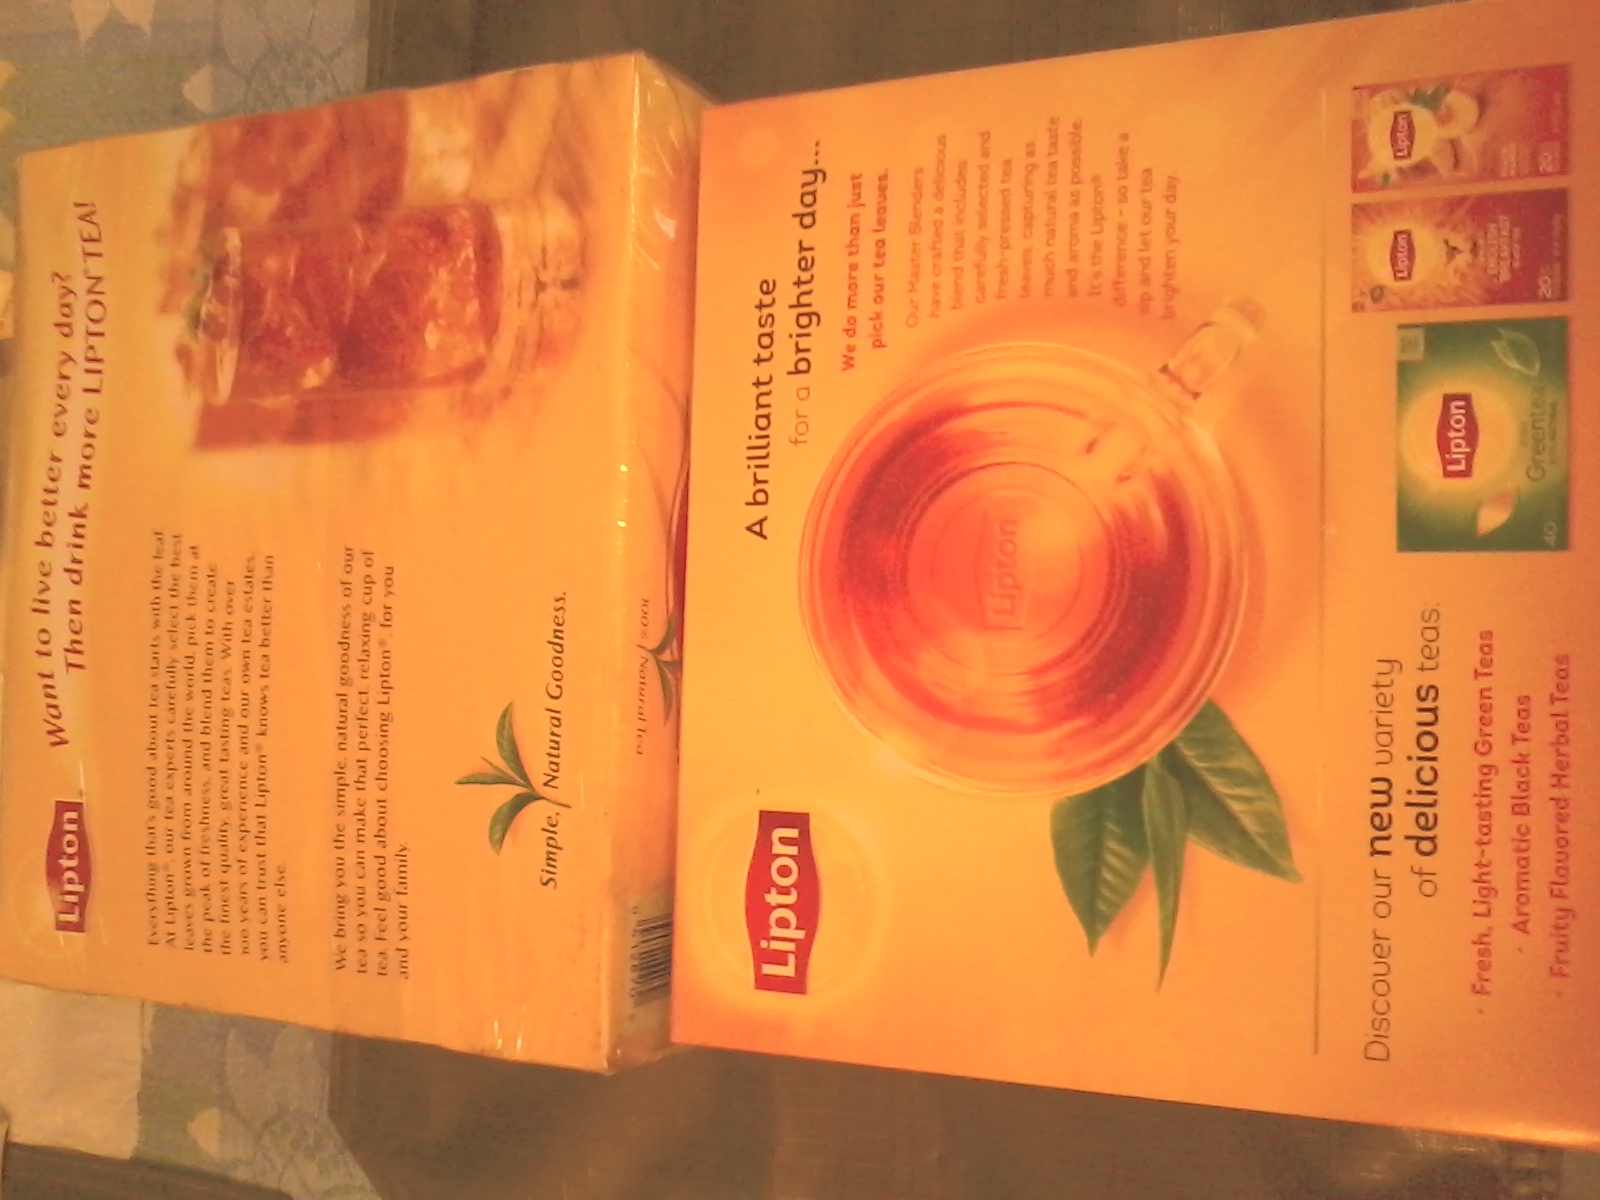 Lipton
Want to live better every day?
Then drink more LIPTON® TEA!
Everything that's good about tea starts with the leaf.
At Lipton®, our tea experts carefully select the best
leaves grown from around the world, pick them at
the peak of freshness, and blend them to create
the finest quality, great tasting teas. With over
100 years of experience and our own tea estates,
you can trust that Lipton® knows tea better than
anyone else.
We bring you the simple, natural goodness of our
tea so you can make that perfect, relaxing cup of
tea. Feel good about choosing Lipton®, for you
and your family.
Simple, Natural Goodness.
100% Natural Tea
Lipton
A brilliant taste
for a brighter day...
We do more than just
pick our tea leaves.
Our Master Blenders
have crafted a delicious
blend that includes
carefully selected and
fresh-pressed tea
leaves, capturing as
much natural tea taste
and aroma as possible.
It's the Lipton®
difference - so take a
sip and let our tea
brighten your day.
Lipton
Discover our new variety
of delicious teas:
· Fresh, Light-tasting Green Teas
· Aromatic Black Teas
· Fruity Flavored Herbal Teas
Lipton
Green tea
40
Lipton
ENGLISH
BREAKFAST
20
Lipton
20